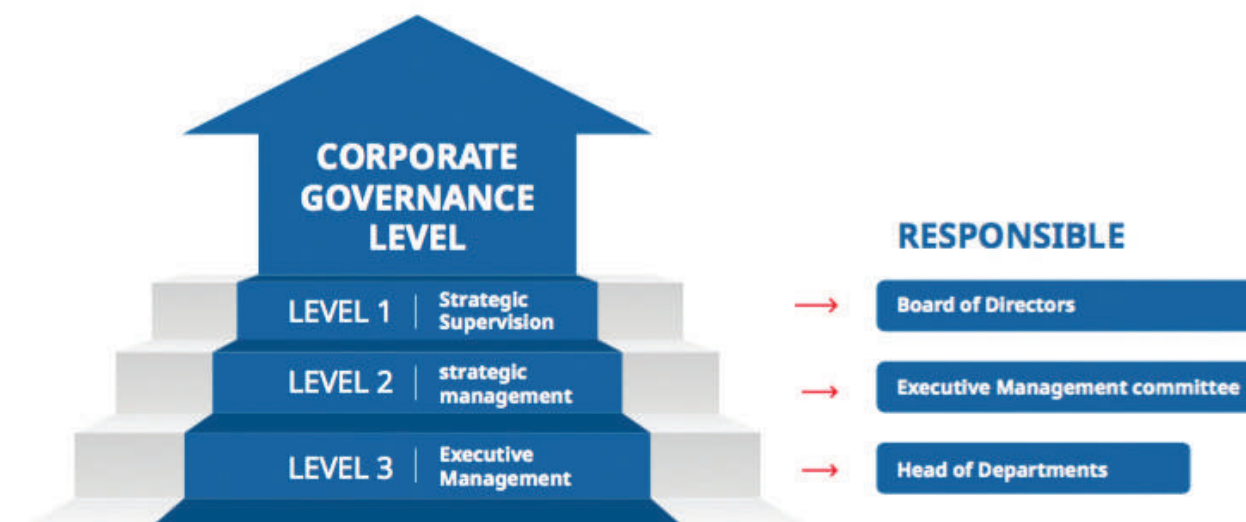 CORPORATE
GOVERNANCE
LEVEL
RESPONSIBLE
LEVEL 1
Strategic
Supervision
Board of Directors
LEVEL 2
strategic
management
Executive Management committee
LEVEL 3
Executive
Management
Head of Departments